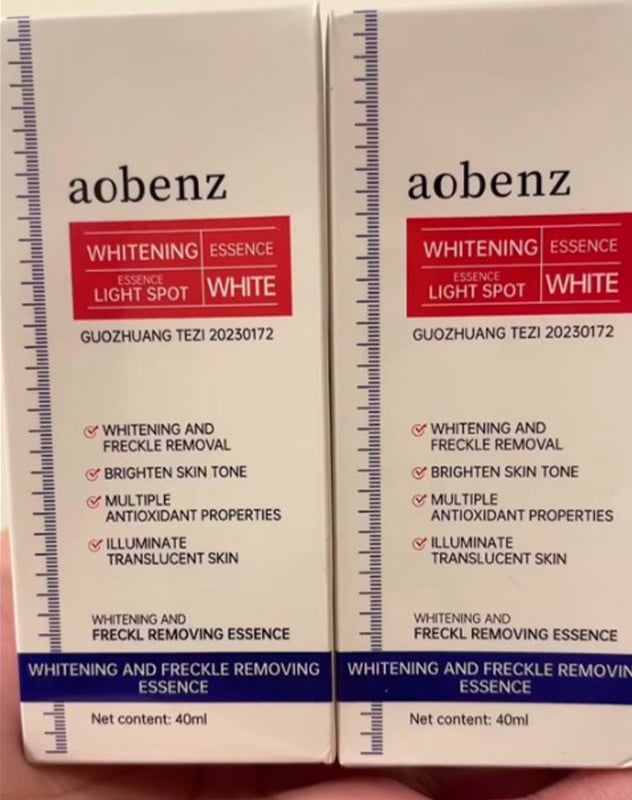 aobenz
WHITENING ESSENCE
ESSENCE
LIGHT SPOT WHITE
GUOZHUANG TEZI 20230172
WHITENING AND
FRECKLE REMOVAL
BRIGHTEN SKIN TONE
MULTIPLE
ANTIOXIDANT PROPERTIES
ILLUMINATE
TRANSLUCENT SKIN
WHITENING AND
FRECKL REMOVING ESSENCE
WHITENING AND FRECKLE REMOVING
ESSENCE
Net content: 40ml
aobenz
WHITENING ESSENCE
ESSENCE
LIGHT SPOT WHITE
GUOZHUANG TEZI 20230172
WHITENING AND
FRECKLE REMOVAL
BRIGHTEN SKIN TONE
MULTIPLE
ANTIOXIDANT PROPERTIES
ILLUMINATE
TRANSLUCENT SKIN
WHITENING AND
FRECKL REMOVING ESSENCE
WHITENING AND FRECKLE REMOVIN
ESSENCE
Net content: 40ml